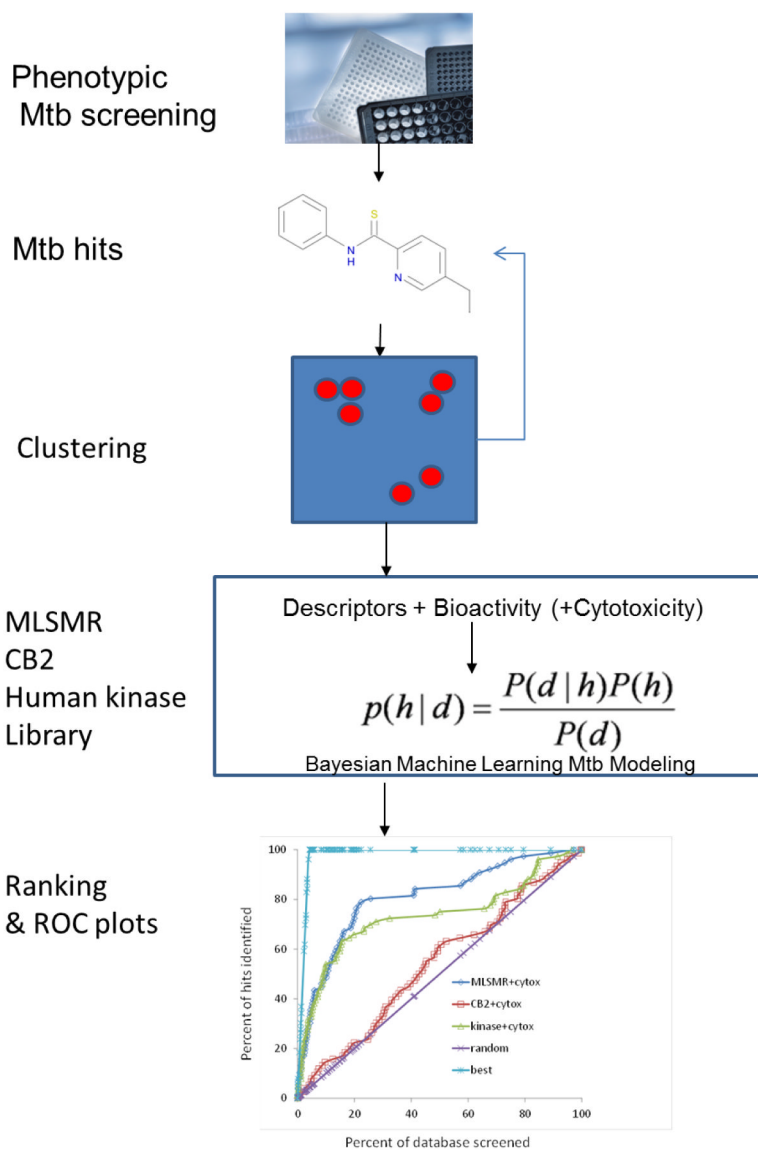 Phenotypic
Mtb screening
Mtb hits
S
N
H
N
Clustering
MLSMR
CB2
Human kinase
Library
Descriptors + Bioactivity (+Cytotoxicity)
p(h|d) = P(d|h)P(h) / P(d)
Bayesian Machine Learning Mtb Modeling
Ranking
& ROC plots
Percent of hits identified
100
80
60
40
20
0
MLSMR+cytox
CB2+cytox
kinase+cytox
random
best
0 20 40 60 80 100
Percent of database screened